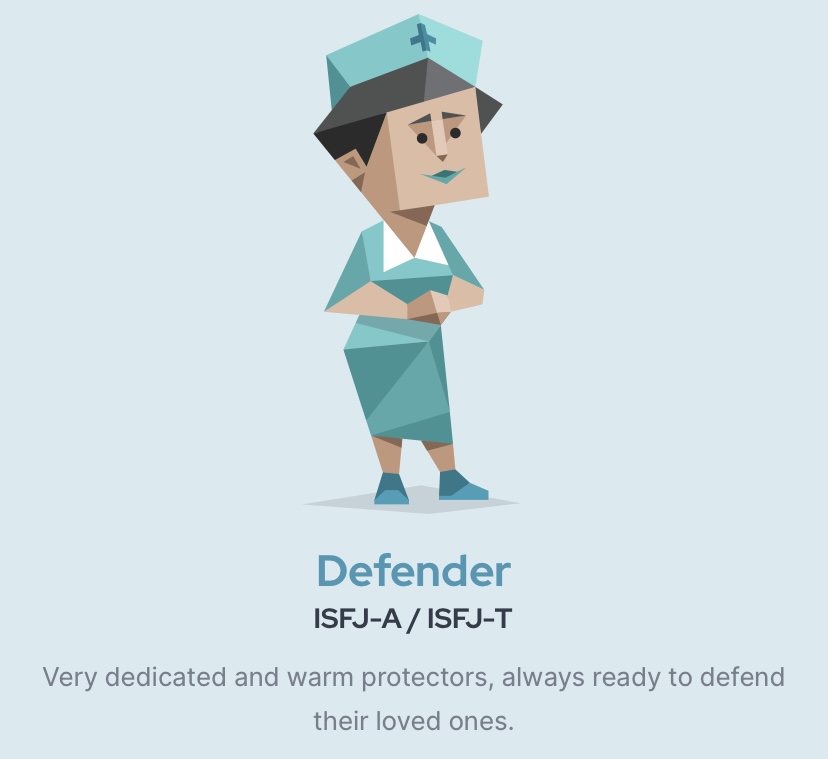 Defender
ISFJ-A / ISFJ-T
Very dedicated and warm protectors, always ready to defend
their loved ones.